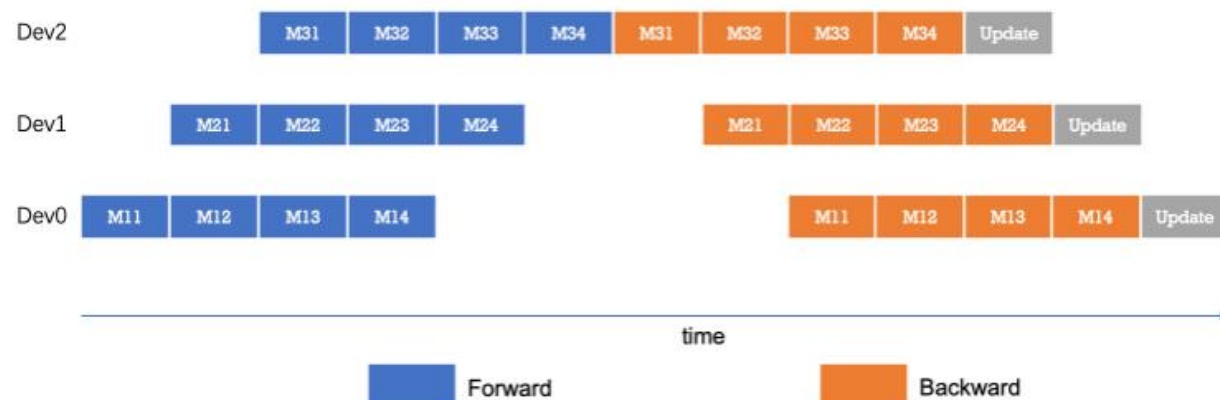 Dev2 M31 M32 M33 M34 M31 M32 M33 M34 Update
Dev1 M21 M22 M23 M24 M21 M22 M23 M24 Update
Dev0 M11 M12 M13 M14 M11 M12 M13 M14 Update
time
Forward Backward